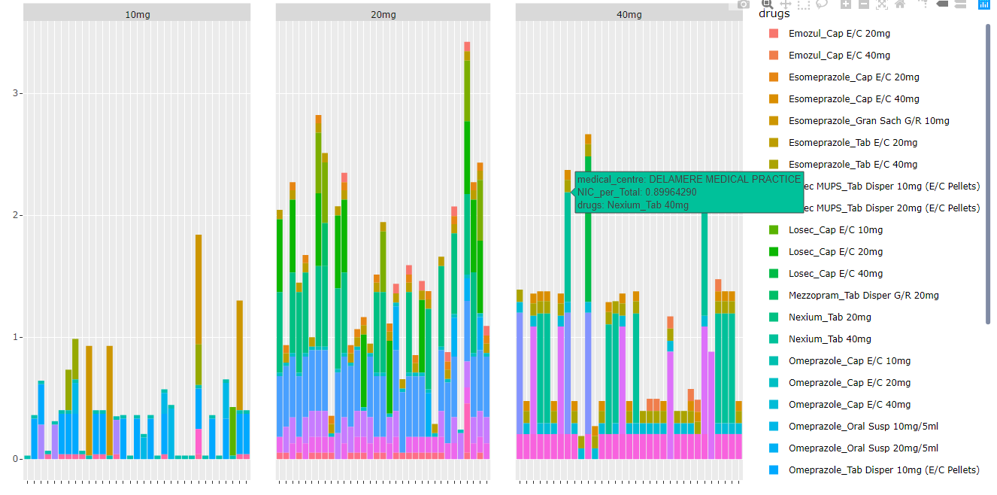 10mg
20mg
40mg
drugs
3
2
1
0
medical_centre: DELAMERE MEDICAL PRACTICE
NIC_per_Total: 0.89964290
drugs: Nexium_Tab 40mg
Emozul_Cap E/C 20mg
Emozul_Cap E/C 40mg
Esomeprazole_Cap E/C 20mg
Esomeprazole_Cap E/C 40mg
Esomeprazole_Gran Sach G/R 10mg
Esomeprazole_Tab E/C 20mg
Esomeprazole_Tab E/C 40mg
MUPS_Tab Disper 10mg (E/C Pellets)
MUPS_Tab Disper 20mg (E/C Pellets)
Losec_Cap E/C 10mg
Losec_Cap E/C 20mg
Losec_Cap E/C 40mg
Mezzopram_Tab Disper G/R 20mg
Nexium_Tab 20mg
Nexium_Tab 40mg
Omeprazole_Cap E/C 10mg
Omeprazole_Cap E/C 20mg
Omeprazole_Cap E/C 40mg
Omeprazole_Oral Susp 10mg/5ml
Omeprazole_Oral Susp 20mg/5ml
Omeprazole_Tab Disper 10mg (E/C Pellets)